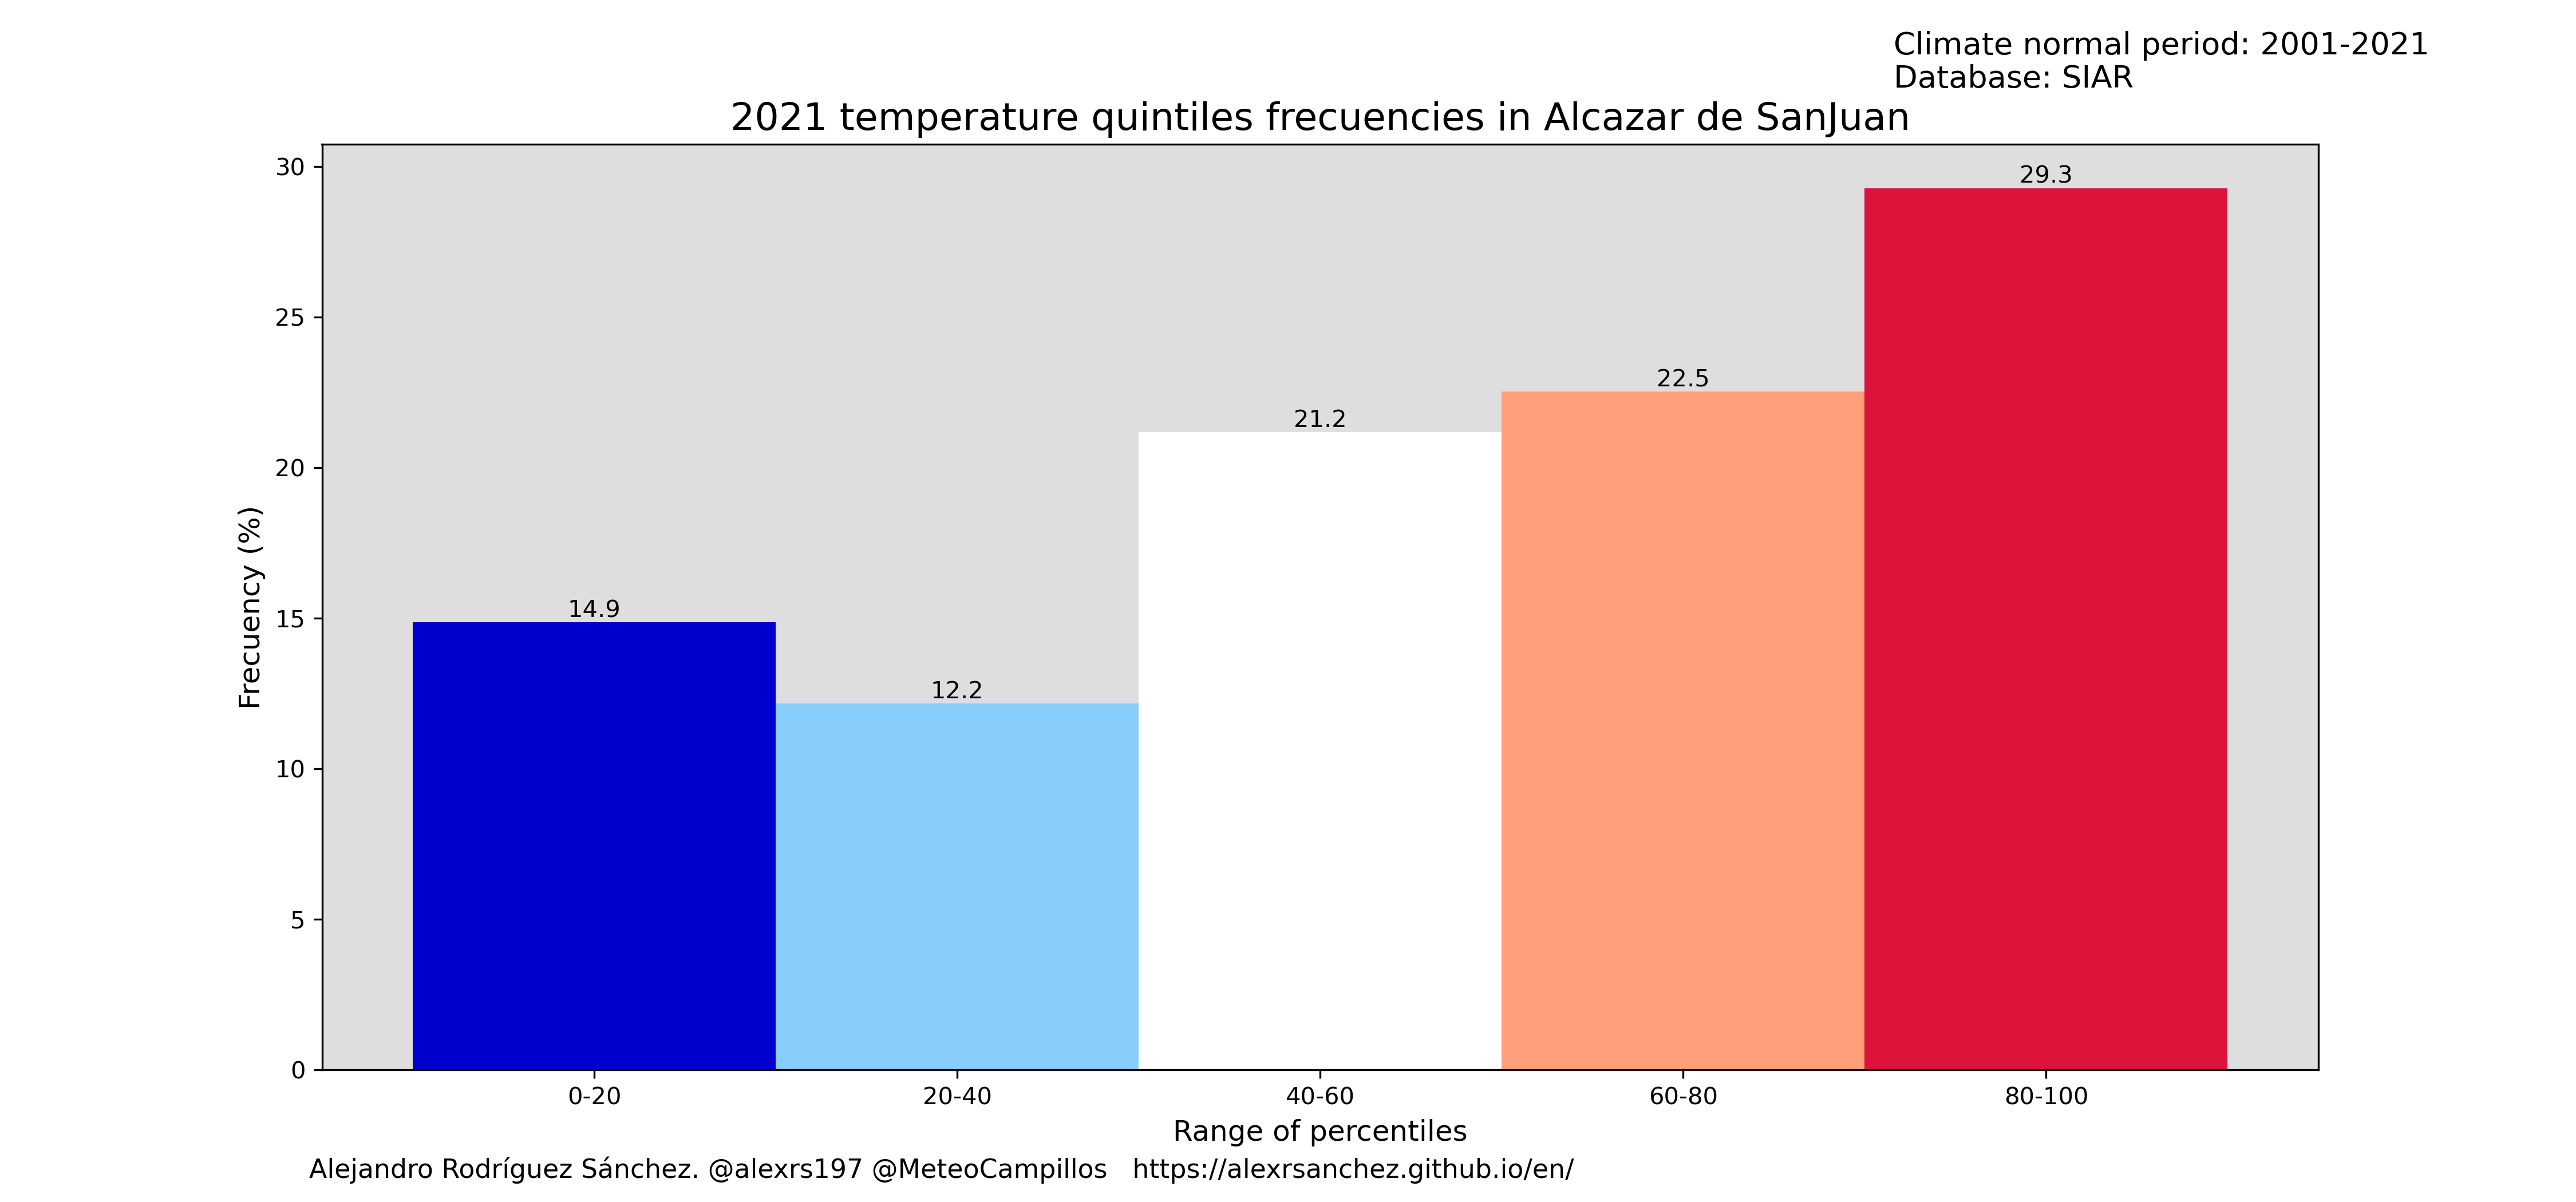 Climate normal period: 2001-2021
Database: SIAR
2021 temperature quintiles frecuencies in Alcazar de SanJuan
30
25
20
15
10
5
0
Frecuency (%)
14.9
12.2
21.2
22.5
29.3
0-20
20-40
40-60
60-80
80-100
Range of percentiles
Alejandro Rodríguez Sánchez. @alexrs197 @MeteoCampillos https://alexrsanchez.github.io/en/